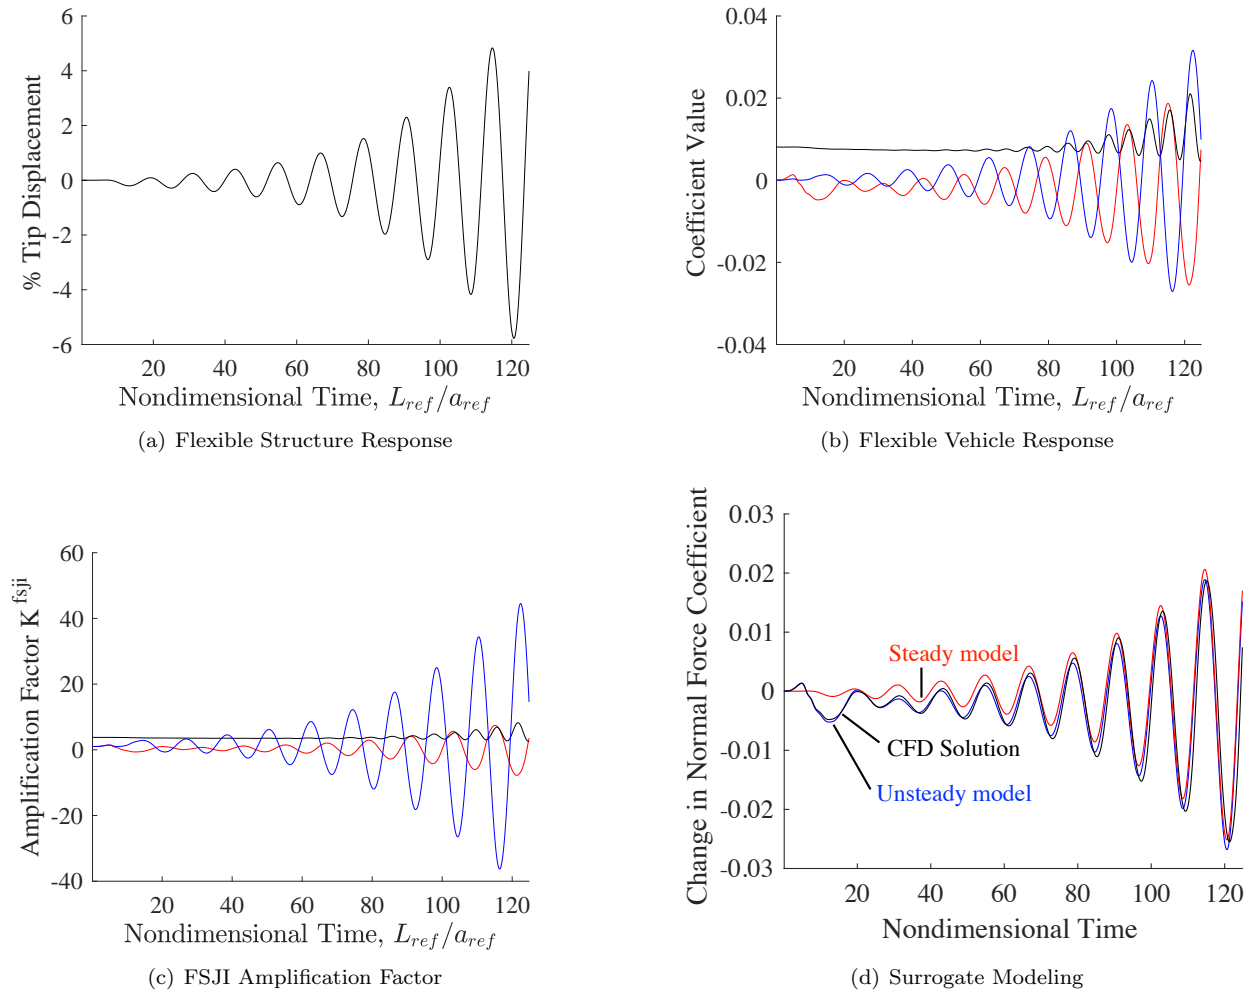 6
4
2
0
-2
-4
-6
% Tip Displacement
20 40 60 80 100 120
Nondimensional Time, L_ref/a_ref
(a) Flexible Structure Response
0.04
0.02
0
-0.02
-0.04
Coefficient Value
20 40 60 80 100 120
Nondimensional Time, L_ref/a_ref
(b) Flexible Vehicle Response
60
40
20
0
-20
-40
Amplification Factor K^fsji
20 40 60 80 100 120
Nondimensional Time, L_ref/a_ref
(c) FSJI Amplification Factor
0.03
0.02
0.01
0
-0.01
-0.02
-0.03
Change in Normal Force Coefficient
Steady model
CFD Solution
Unsteady model
20 40 60 80 100 120
Nondimensional Time
(d) Surrogate Modeling